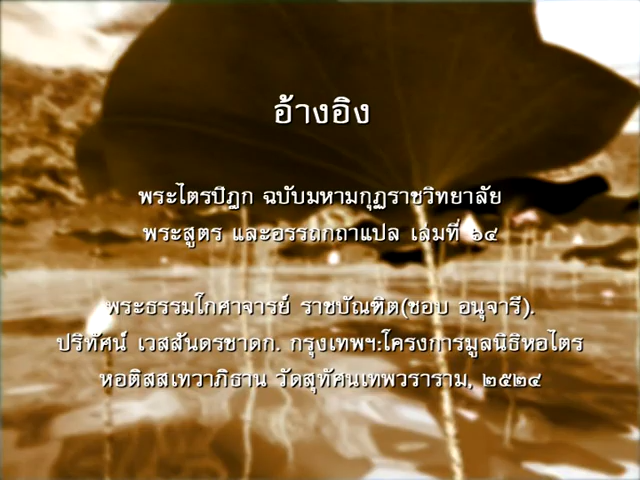 อ้างอิง
พระไตรปิฎก ฉบับมหามกุฏราชวิทยาลัย
พระสูตร และอรรถกถาแปล เล่มที่ ๖๔
พระธรรมโกศาจารย์ ราชบัณฑิต(ชอบ อนุจารี).
ปริทัศน์ เวสสันดรชาดก. กรุงเทพฯ:โครงการมูลนิธิหอไตร
หอติสสเทวาภิธาน วัดสุทัศนเทพวราราม, ๒๕๒๔